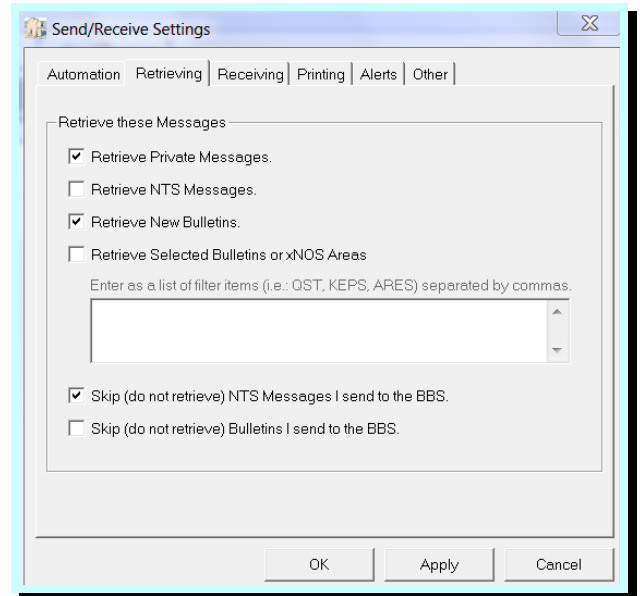 Send/Receive Settings
Automation Retrieving Receiving Printing Alerts Other
Retrieve these Messages
Retrieve Private Messages.
Retrieve NTS Messages.
Retrieve New Bulletins.
Retrieve Selected Bulletins or xNOS Areas
Enter as a list of filter items (i.e.: QST, KEPS, ARES) separated by commas.
Skip (do not retrieve) NTS Messages I send to the BBS.
Skip (do not retrieve) Bulletins I send to the BBS.
OK Apply Cancel